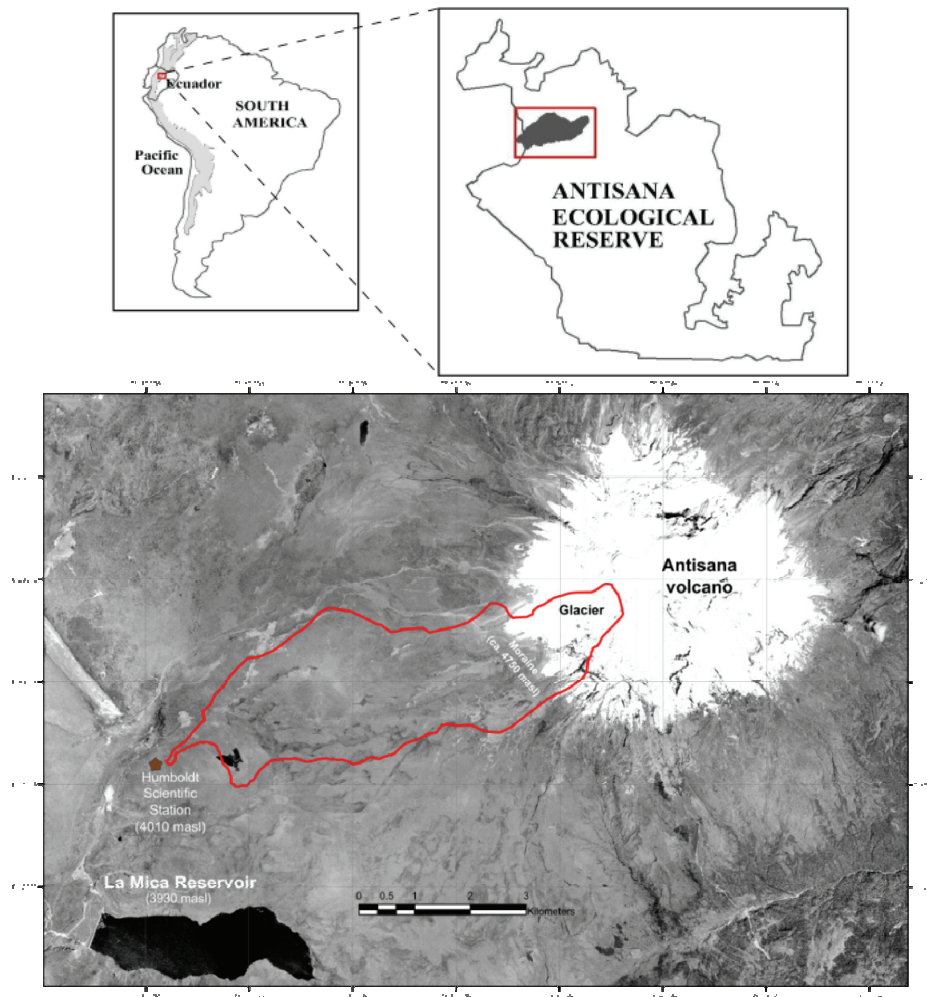 Ecuador
SOUTH
AMERICA
Pacific
Ocean
ANTISANA
ECOLOGICAL
RESERVE
Antisana
volcano
Glacier
Moraine
(ca. 4750 masl)
Humboldt
Scientific
Station
(4010 masl)
La Mica Reservoir
(3930 masl)
0 0.5 1 2 3
Kilometers